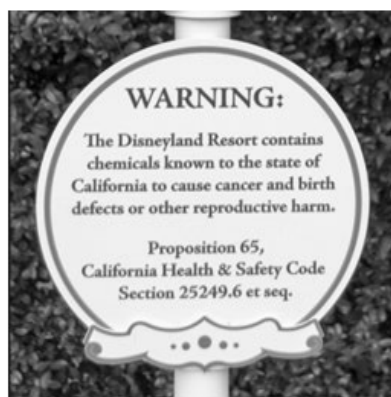 WARNING:
The Disneyland Resort contains
chemicals known to the state of
California to cause cancer and birth
defects or other reproductive harm.
Proposition 65,
California Health & Safety Code
Section 25249.6 et seq.